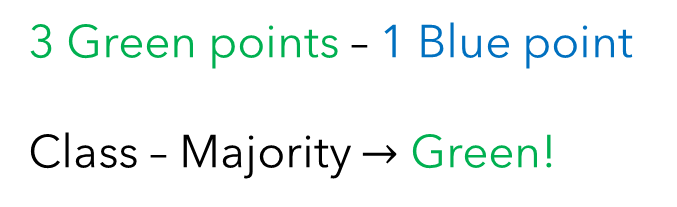 3 Green points – 1 Blue point
Class – Majority → Green!